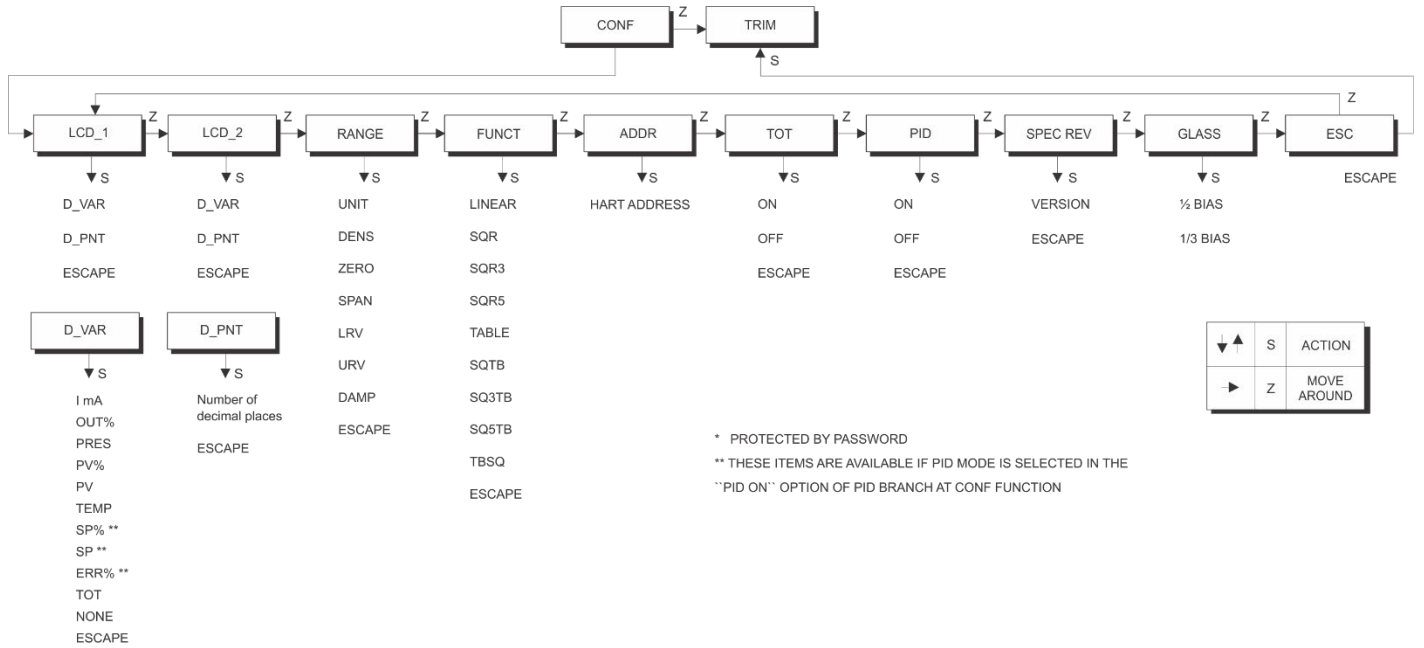 CONF
Z
TRIM
S
Z
LCD_1
Z
LCD_2
Z
RANGE
Z
FUNCT
Z
ADDR
Z
TOT
Z
PID
Z
SPEC REV
Z
GLASS
Z
ESC
S
D_VAR
D_PNT
ESCAPE
S
D_VAR
D_PNT
ESCAPE
S
UNIT
DENS
ZERO
SPAN
LRV
URV
DAMP
ESCAPE
S
LINEAR
SQR
SQR3
SQR5
TABLE
SQTB
SQ3TB
SQ5TB
TBSQ
ESCAPE
S
HART ADDRESS
S
ON
OFF
ESCAPE
S
ON
OFF
ESCAPE
S
VERSION
ESCAPE
S
½ BIAS
1/3 BIAS
ESCAPE
D_VAR
S
I mA
OUT%
PRES
PV%
PV
TEMP
SP% **
SP **
ERR% **
TOT
NONE
ESCAPE
D_PNT
S
Number of
decimal places
ESCAPE
S ACTION
Z MOVE
AROUND
* PROTECTED BY PASSWORD
** THESE ITEMS ARE AVAILABLE IF PID MODE IS SELECTED IN THE
``PID ON`` OPTION OF PID BRANCH AT CONF FUNCTION